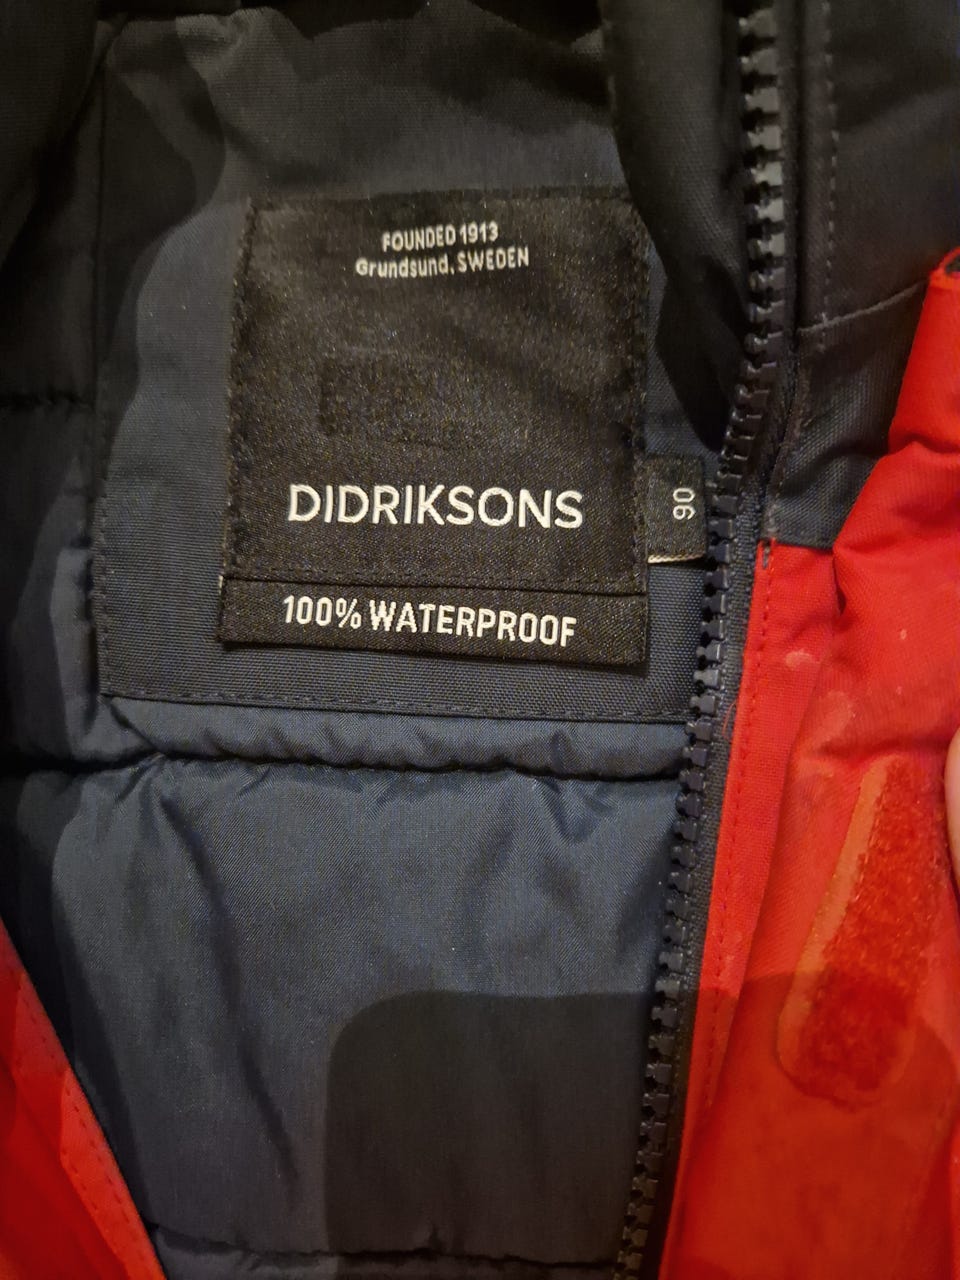 FOUNDED 1913
Grundsund, SWEDEN
DIDRIKSONS
90
100% WATERPROOF